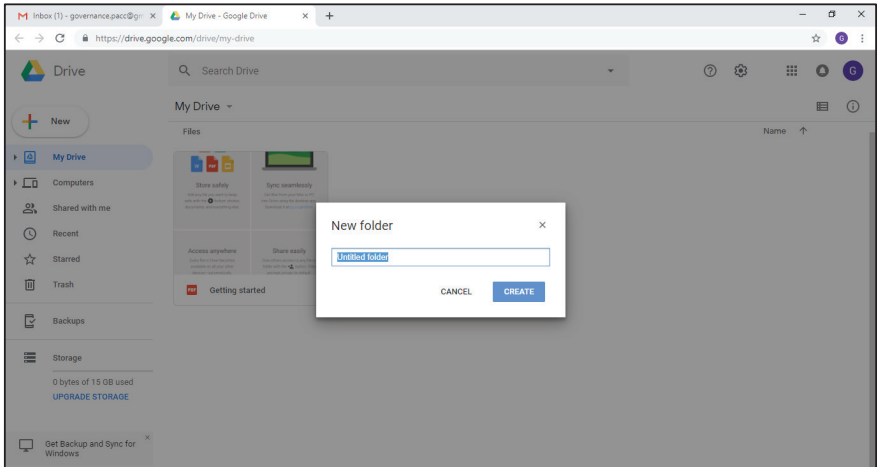 Inbox (1) - governance.pacc@gm
My Drive - Google Drive
https://drive.google.com/drive/my-drive
G
Drive
Search Drive
G
New
My Drive
Files
Name
My Drive
Computers
Shared with me
Recent
Starred
Trash
Backups
Storage
0 bytes of 15 GB used
UPGRADE STORAGE
Get Backup and Sync for
Windows
Store safely
Sync seamlessly
Access anywhere
Share easily
PDF
Getting started
New folder
Untitled folder
CANCEL
CREATE